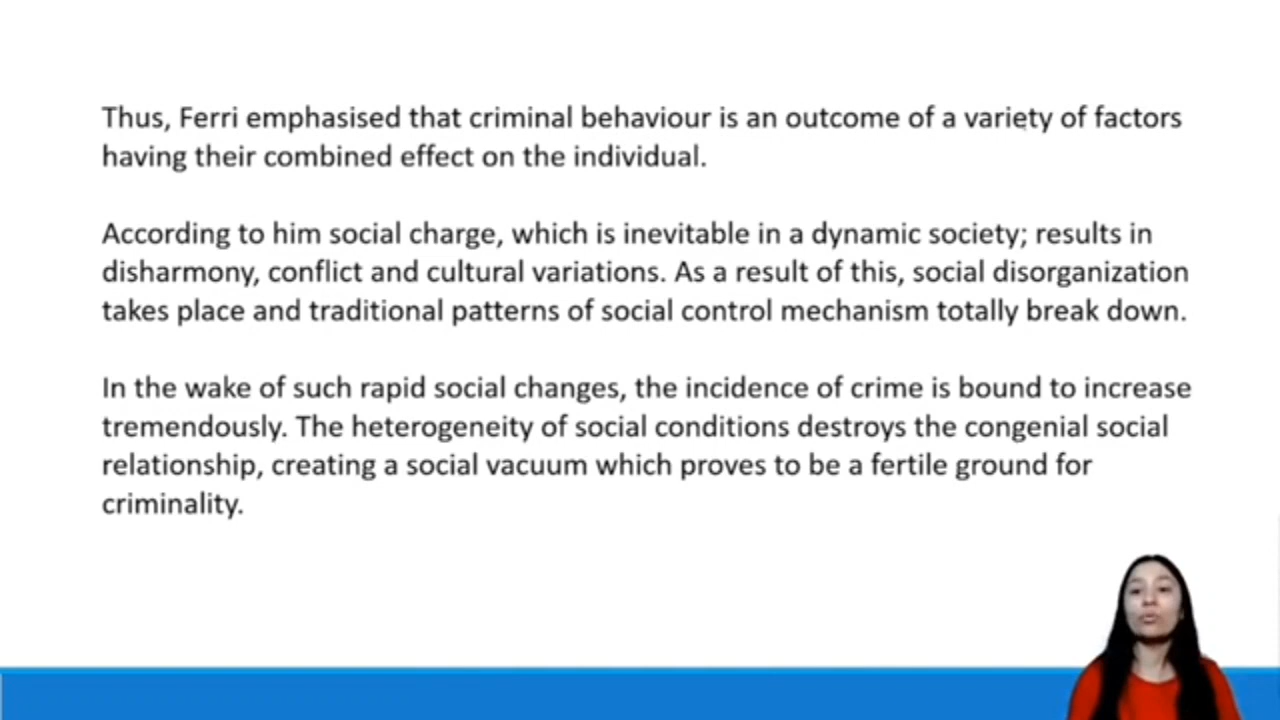 Thus, Ferri emphasised that criminal behaviour is an outcome of a variety of factors
having their combined effect on the individual.
According to him social charge, which is inevitable in a dynamic society; results in
disharmony, conflict and cultural variations. As a result of this, social disorganization
takes place and traditional patterns of social control mechanism totally break down.
In the wake of such rapid social changes, the incidence of crime is bound to increase
tremendously. The heterogeneity of social conditions destroys the congenial social
relationship, creating a social vacuum which proves to be a fertile ground for
criminality.